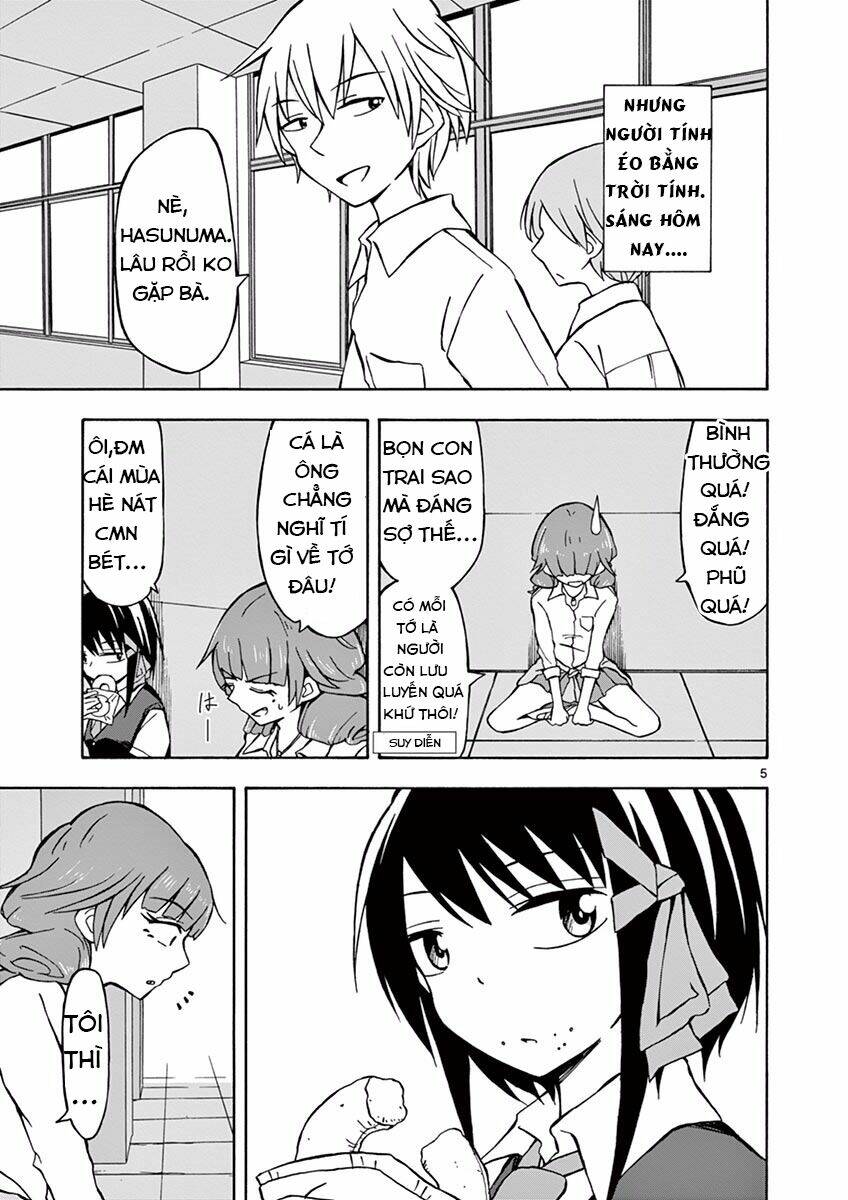 NHƯNG
NGƯỜI TÍNH
ÉO BẰNG
TRỜI TÍNH.
SÁNG HÔM
NAY....
NÈ,
HASUNUMA.
LÂU RỒI KO
GẶP BÀ.
BÌNH
THƯỜNG
QUÁ!
ĐẮNG
QUÁ!
PHŨ
QUÁ!
BỌN CON
TRAI SAO
MÀ ĐÁNG
SỢ THẾ...
CÓ MỖI
TỚ LÀ
NGƯỜI
CÒN LƯU
LUYẾN QUÁ
KHỨ THÔI!
SUY DIỄN
CÁ LÀ
ÔNG
CHẲNG
NGHĨ TÍ
GÌ VỀ TỚ
ĐÂU!
はー
ÔI,ĐM
CÁI MÙA
HÈ NÁT
CMN
BÉT...
5
TÔI
THÌ
...